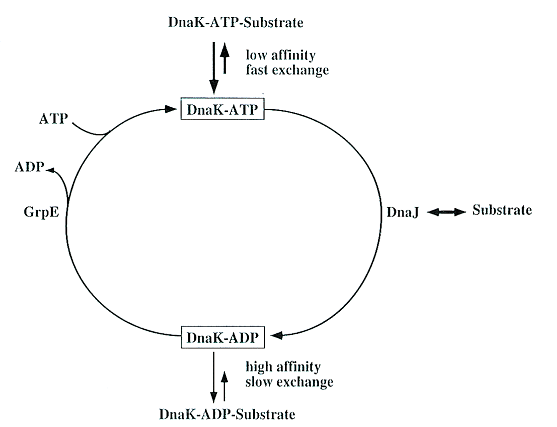 DnaK-ATP-Substrate
low affinity
fast exchange
DnaK-ATP
ATP
ADP
GrpE
DnaJ
Substrate
DnaK-ADP
high affinity
slow exchange
DnaK-ADP-Substrate